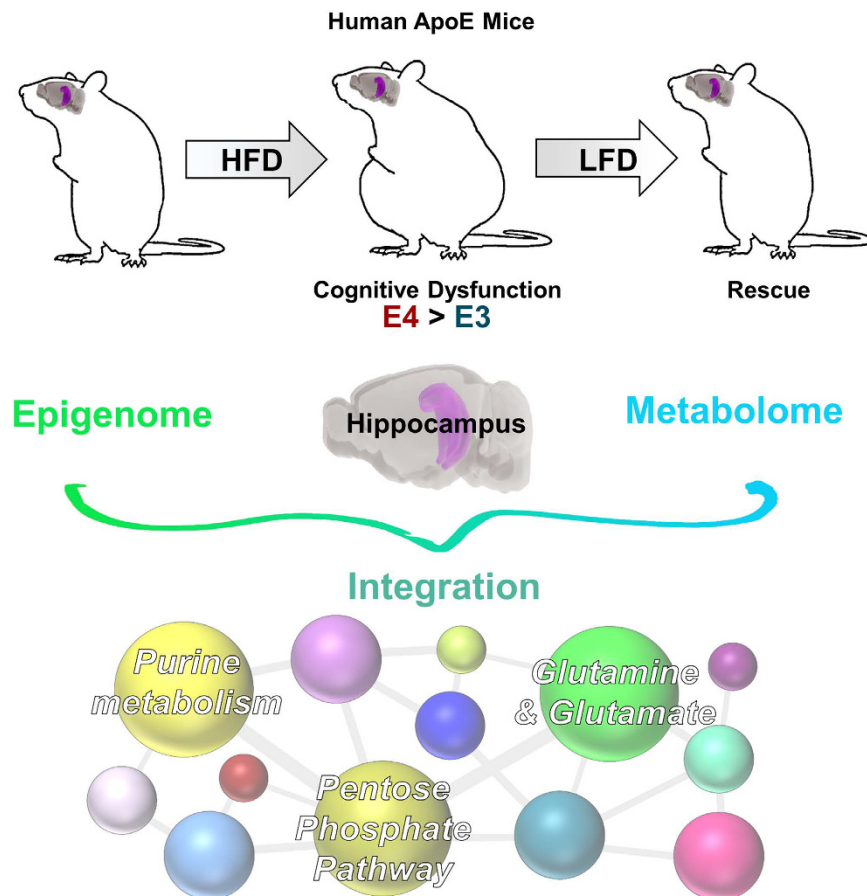 Human ApoE Mice
HFD
LFD
Cognitive Dysfunction
E4 > E3
Rescue
Epigenome
Hippocampus
Metabolome
Integration
Purine
metabolism
Glutamine
& Glutamate
Pentose
Phosphate
Pathway